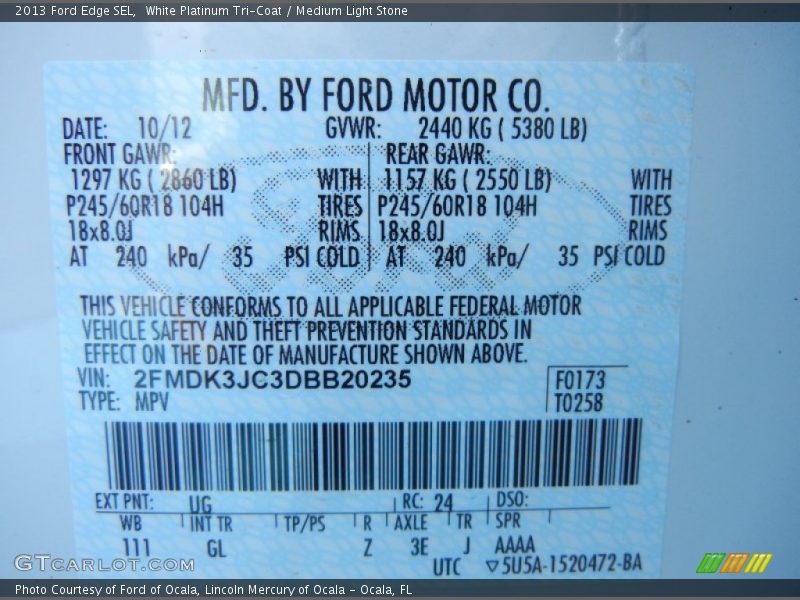 2013 Ford Edge SEL,  White Platinum Tri-Coat / Medium Light Stone
MFD. BY FORD MOTOR CO.
DATE: 10/12 GVWR: 2440 KG ( 5380 LB)
FRONT GAWR: REAR GAWR:
1297 KG ( 2860 LB) WITH 1157 KG ( 2550 LB) WITH
P245/60R18 104H TIRES P245/60R18 104H TIRES
18x8.0J RIMS 18x8.0J RIMS
AT 240 kPa/ 35 PSI COLD AT 240 kPa/ 35 PSI COLD
THIS VEHICLE CONFORMS TO ALL APPLICABLE FEDERAL MOTOR
VEHICLE SAFETY AND THEFT PREVENTION STANDARDS IN
EFFECT ON THE DATE OF MANUFACTURE SHOWN ABOVE.
VIN: 2FMDK3JC3DBB20235 F0173
TYPE: MPV T0258
EXT PNT: UG RC: 24 DSO:
WB INT TR TP/PS R AXLE TR SPR
111 GL Z 3E J AAAA
UTC ▽5U5A-1520472-BA
GTCARLOT.COM
Photo Courtesy of Ford of Ocala, Lincoln Mercury of Ocala - Ocala, FL